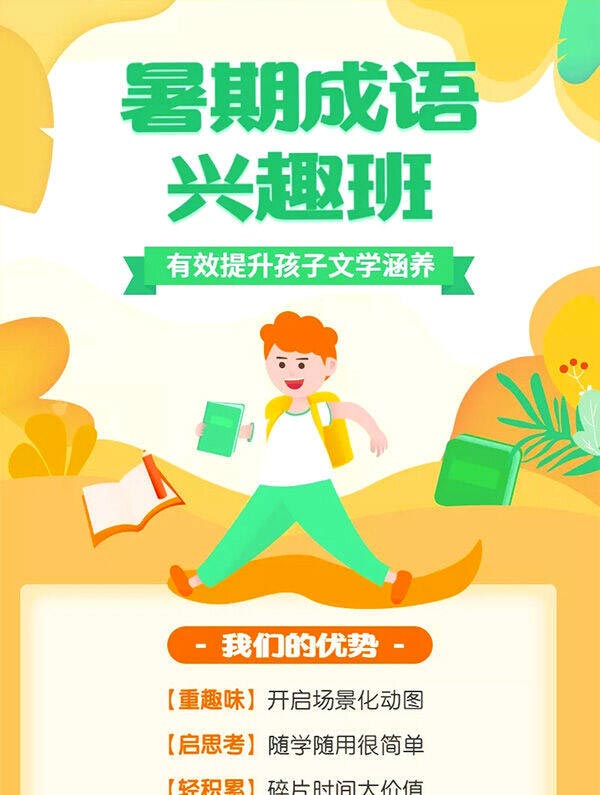 暑期成语
兴趣班
有效提升孩子文学涵养
- 我们的优势 -
【重趣味】开启场景化动图
【启思考】随学随用很简单
【轻积累】碎片时间大价值